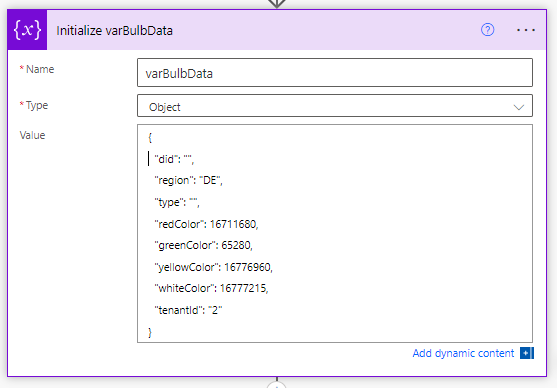 {x} Initialize varBulbData
* Name varBulbData
* Type Object
Value
{
"did": "",
"region": "DE",
"type": "",
"redColor": 16711680,
"greenColor": 65280,
"yellowColor": 16776960,
"whiteColor": 16777215,
"tenantId": "2"
}
Add dynamic content